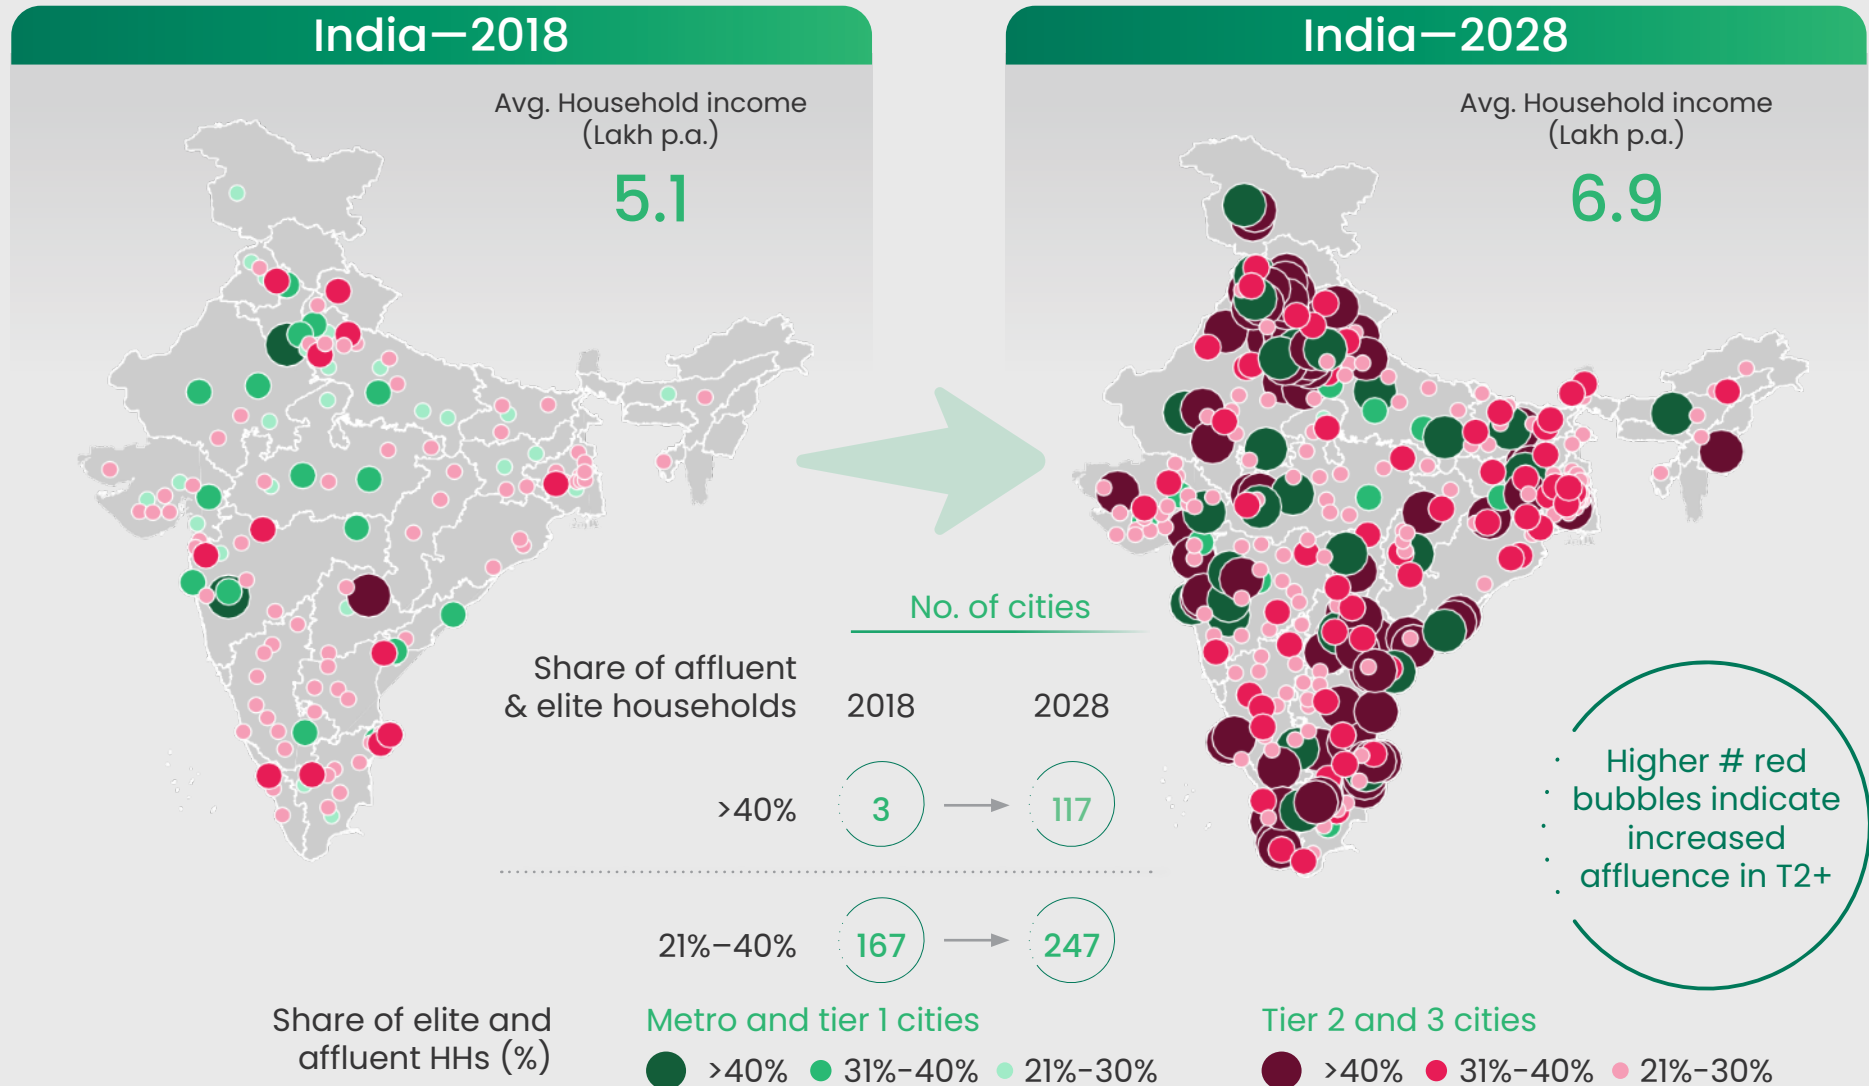 India—2018
Avg. Household income
(Lakh p.a.)
5.1
India—2028
Avg. Household income
(Lakh p.a.)
6.9
No. of cities
Share of affluent
& elite households
2018
2028
>40%
3
117
21%–40%
167
247
Higher # red
bubbles indicate
increased
affluence in T2+
Share of elite and
affluent HHs (%)
Metro and tier 1 cities
>40% 31%-40% 21%-30%
Tier 2 and 3 cities
>40% 31%-40% 21%-30%